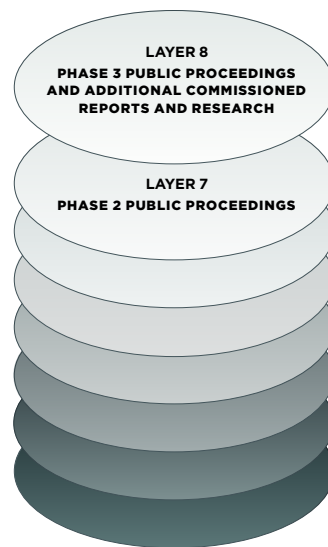 LAYER 8
PHASE 3 PUBLIC PROCEEDINGS
AND ADDITIONAL COMMISSIONED
REPORTS AND RESEARCH
LAYER 7
PHASE 2 PUBLIC PROCEEDINGS